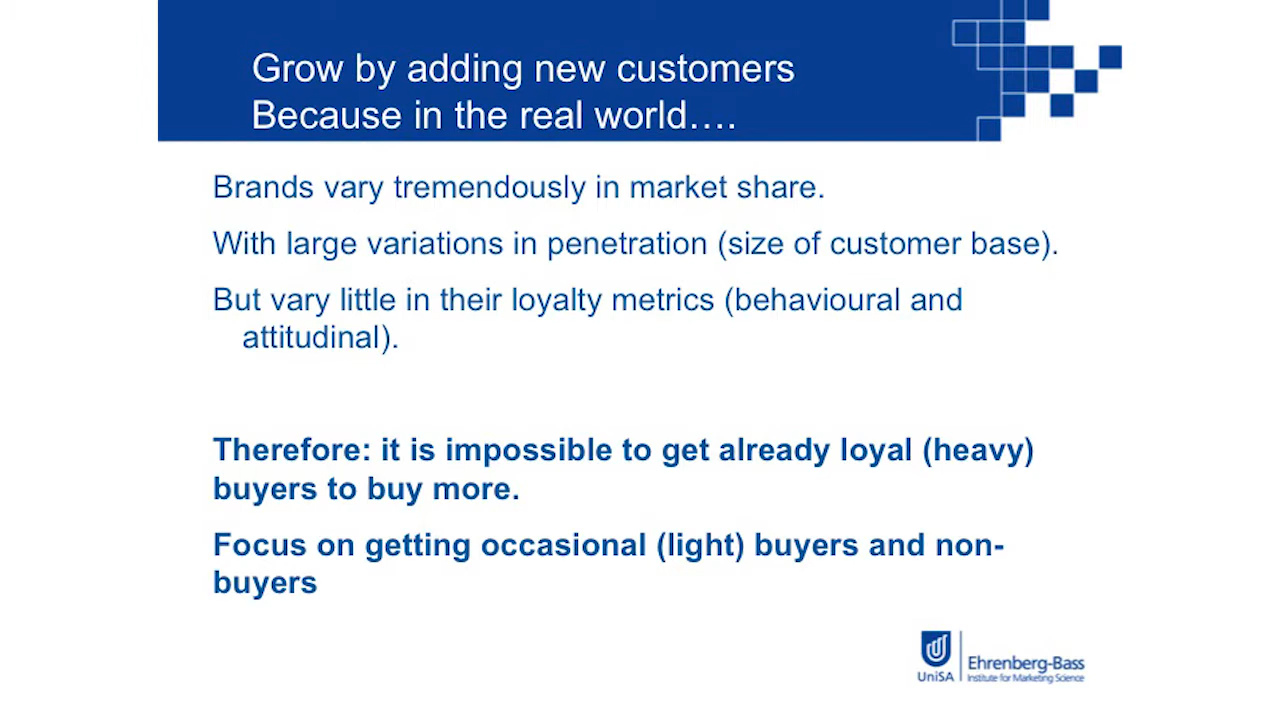 Grow by adding new customers
Because in the real world….
Brands vary tremendously in market share.
With large variations in penetration (size of customer base).
But vary little in their loyalty metrics (behavioural and
attitudinal).
Therefore: it is impossible to get already loyal (heavy)
buyers to buy more.
Focus on getting occasional (light) buyers and non-
buyers
UniSA
Ehrenberg-Bass
Institute for Marketing Science